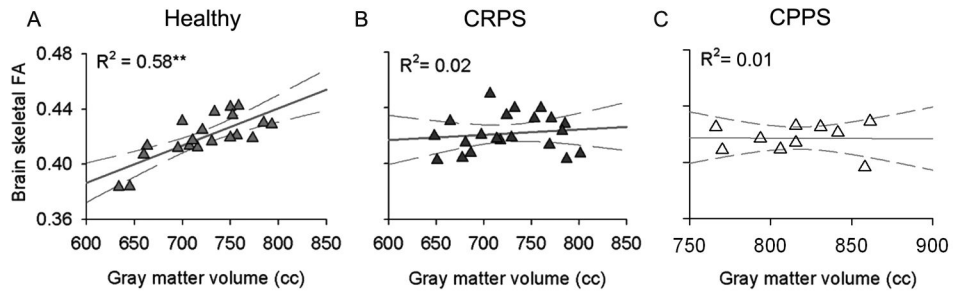 A Healthy
B CRPS
C CPPS
Brain skeletal FA
0.48
0.44
0.40
0.36
R² = 0.58**
R²= 0.02
R²= 0.01
600 650 700 750 800 850
600 650 700 750 800 850
750 800 850 900
Gray matter volume (cc)
Gray matter volume (cc)
Gray matter volume (cc)